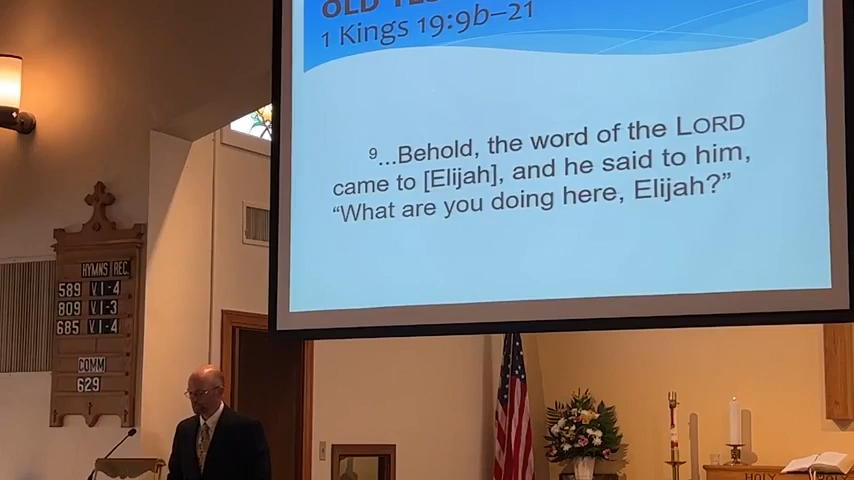 OLD
1 Kings 19:9b–21
9...Behold, the word of the LORD
came to [Elijah], and he said to him,
“What are you doing here, Elijah?”
HYMNS REC.
589 V.1-4
809 V.1-3
685 V.1-4
COMM
629
HOLY
HOLY